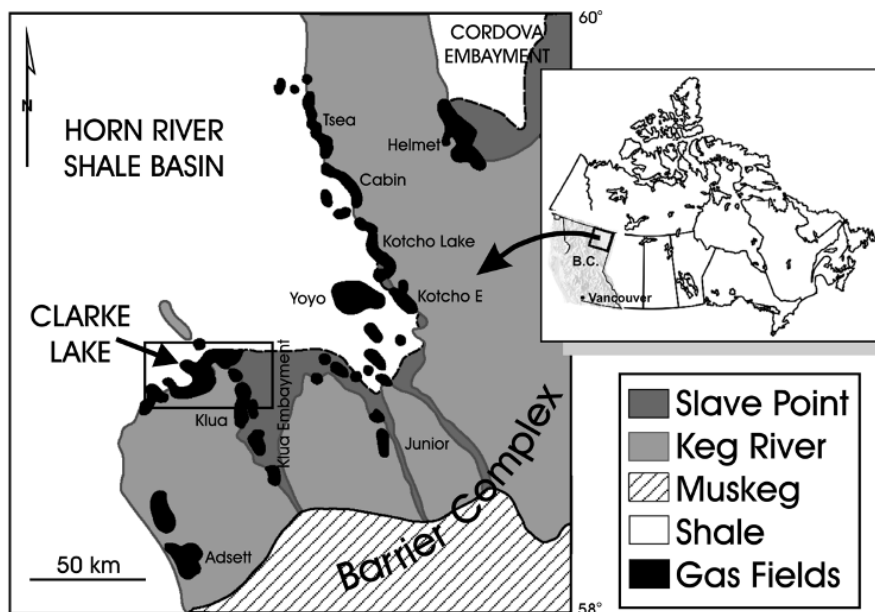 60°
CORDOVA
EMBAYMENT
N
HORN RIVER
SHALE BASIN
Tsea
Helmet
Cabin
Kotcho Lake
Yoyo
Kotcho E
CLARKE
LAKE
Klua
Klua Embayment
Junior
Barrier Complex
Adsett
50 km
58°
B.C.
Vancouver
Slave Point
Keg River
Muskeg
Shale
Gas Fields